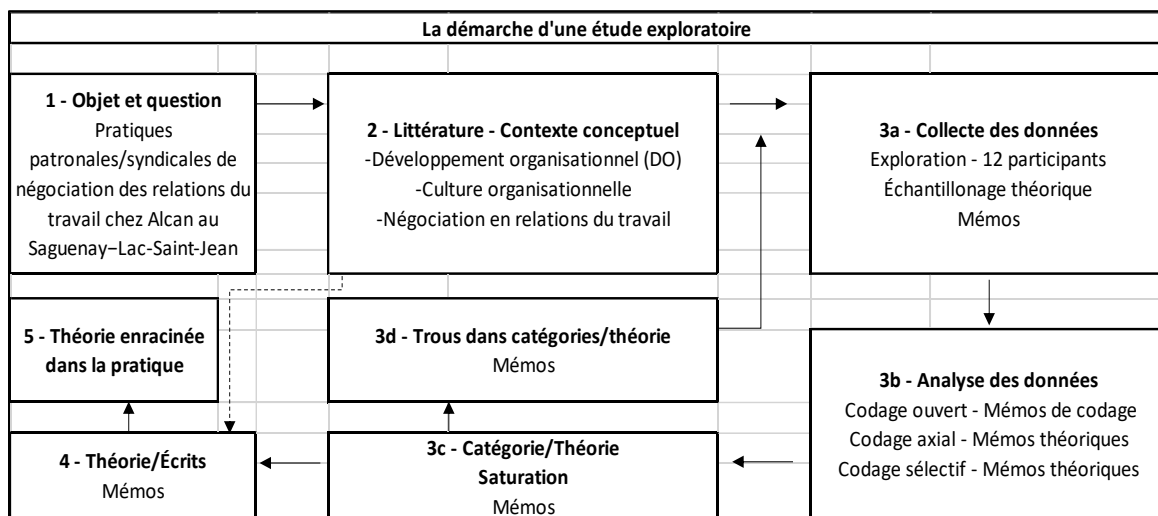 La démarche d'une étude exploratoire
1 - Objet et question
Pratiques
patronales/syndicales de
négociation des relations du
travail chez Alcan au
Saguenay–Lac-Saint-Jean
2 - Littérature - Contexte conceptuel
-Développement organisationnel (DO)
-Culture organisationnelle
-Négociation en relations du travail
3a - Collecte des données
Exploration - 12 participants
Échantillonage théorique
Mémos
5 - Théorie enracinée
dans la pratique
3d - Trous dans catégories/théorie
Mémos
3b - Analyse des données
Codage ouvert - Mémos de codage
Codage axial - Mémos théoriques
Codage sélectif - Mémos théoriques
4 - Théorie/Écrits
Mémos
3c - Catégorie/Théorie
Saturation
Mémos